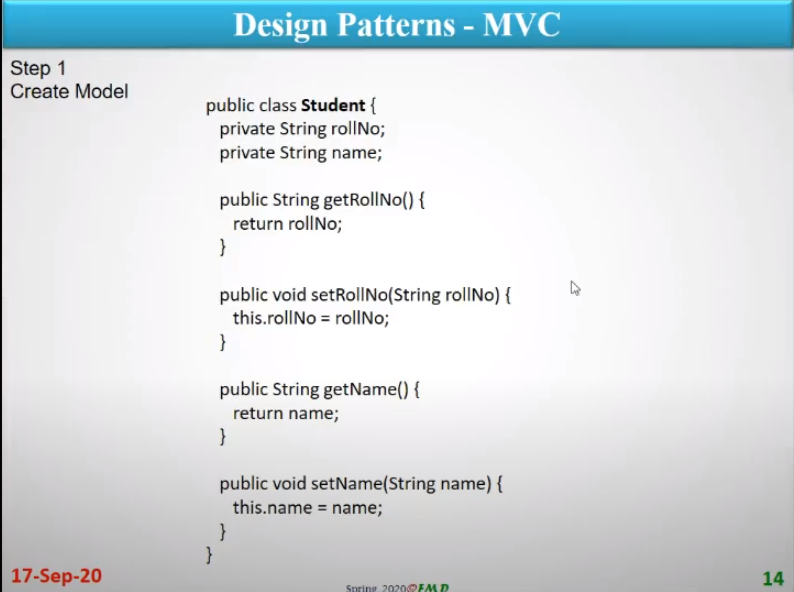 Design Patterns - MVC
Step 1
Create Model
public class Student {
private String rollNo;
private String name;
public String getRollNo() {
return rollNo;
}
public void setRollNo(String rollNo) {
this.rollNo = rollNo;
}
public String getName() {
return name;
}
public void setName(String name) {
this.name = name;
}
}
17-Sep-20
Spring 2020©FMD
14